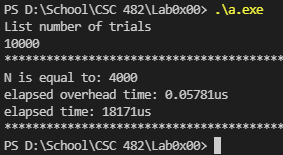 PS D:\School\CSC 482\Lab0x00> .\a.exe
List number of trials
10000
****************************************
N is equal to: 4000
elapsed overhead time: 0.05781us
elapsed time: 18171us
****************************************
PS D:\School\CSC 482\Lab0x00>